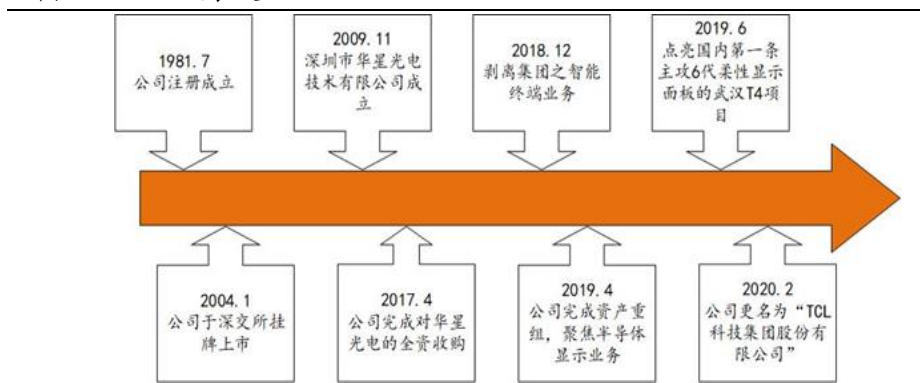 1981.7
公司注册成立
2009.11
深圳市华星光电
技术有限公司成
立
2018.12
剥离集团之智能
终端业务
2019.6
点亮国内第一条
主攻6代柔性显示
面板的武汉T4项
目
2004.1
公司于深交所挂
牌上市
2017.4
公司完成对华星
光电的全资收购
2019.4
公司完成资产重
组，聚焦半导体
显示业务
2020.2
公司更名为“TCL
科技集团股份有
限公司”